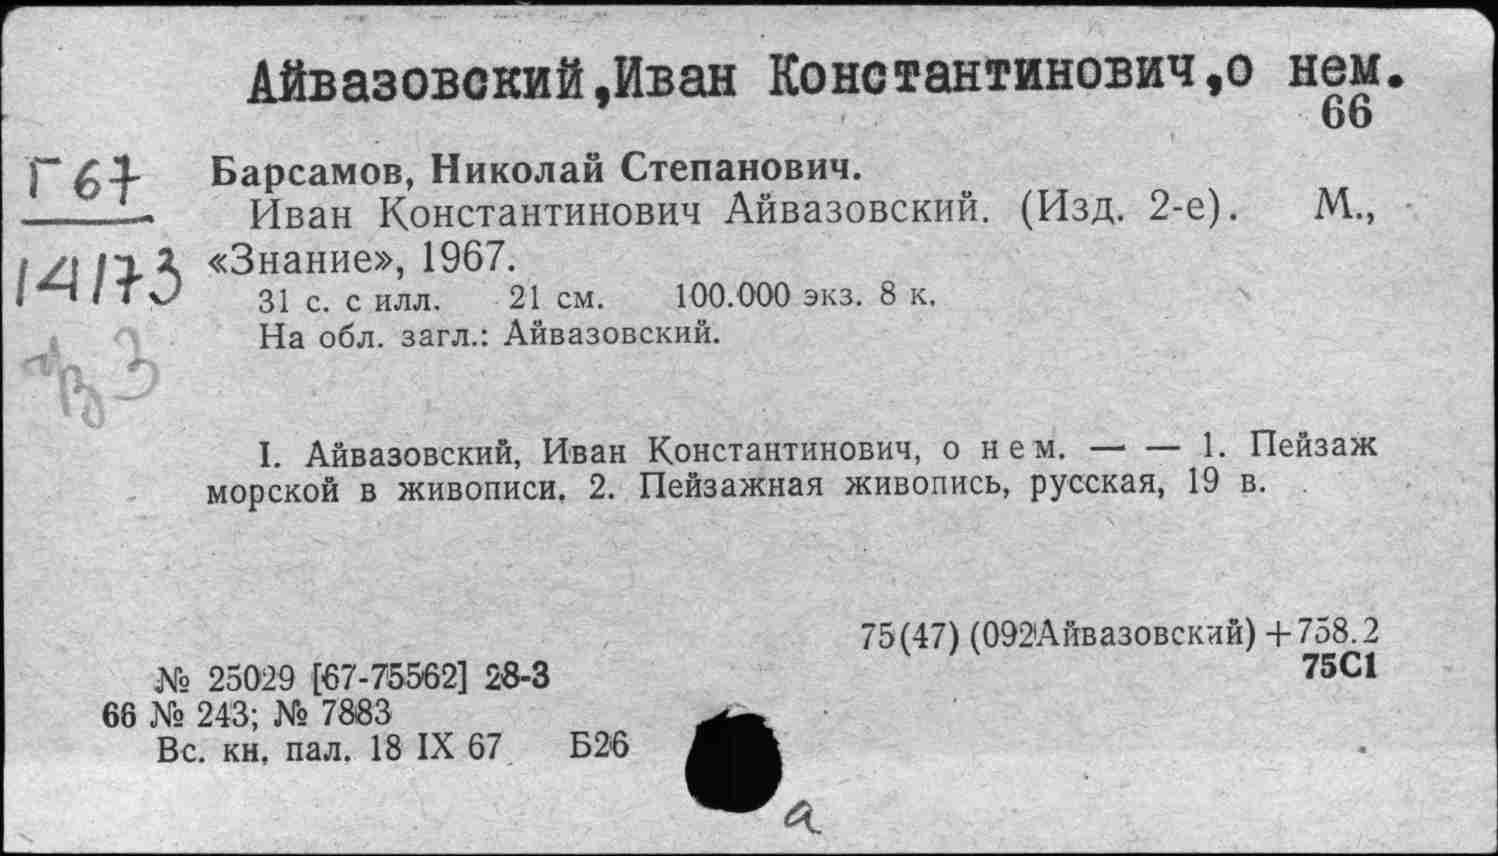 Айвазовский,Иван Константинович,о нем.
66
Г 67
14173
Барсамов, Николай Степанович.
Иван Константинович Айвазовский. (Изд. 2-е). М.,
«Знание», 1967.
31 с. с илл. 21 см. 100.000 экз. 8 к.
На обл. загл.: Айвазовский.
I. Айвазовский, Иван Константинович, о нем. — — 1. Пейзаж
морской в живописи. 2. Пейзажная живопись, русская, 19 в.
75(47) (092Айвазовский) + 758.2
75С1
№ 25029 [67-75562] 28-3
66 № 243; № 7883
Вс. кн. пал. 18 IX 67 Б26
а